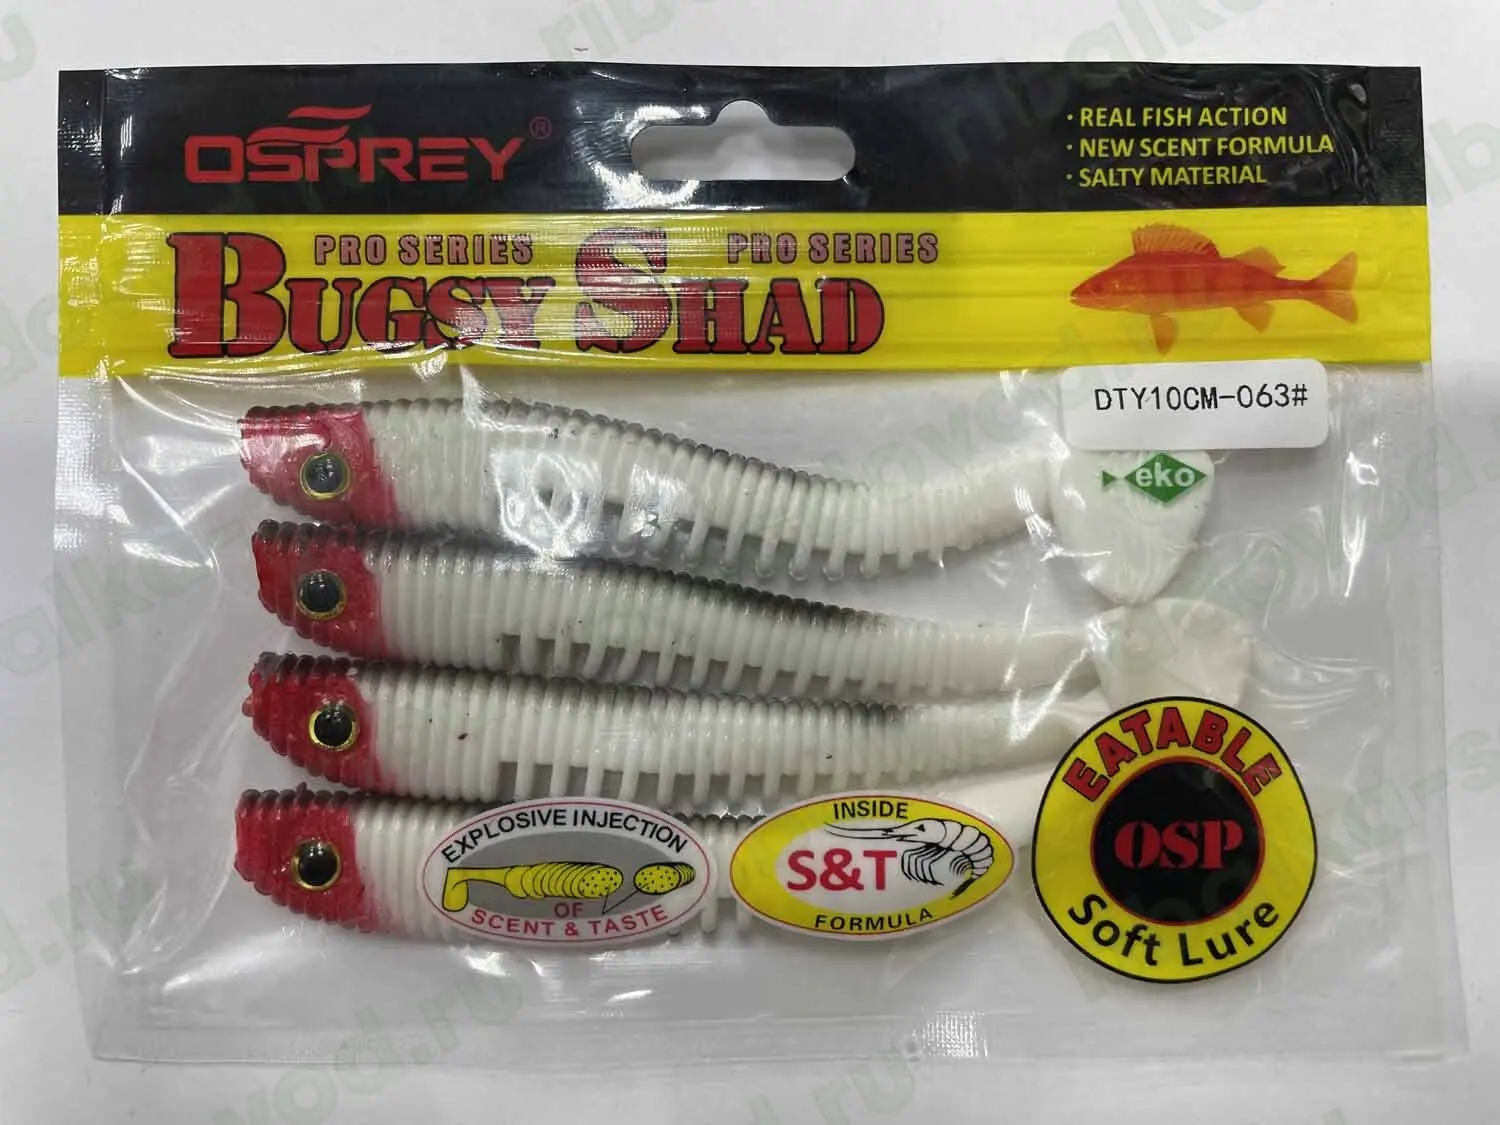 OSPREY®
· REAL FISH ACTION
· NEW SCENT FORMULA
· SALTY MATERIAL
PRO SERIES PRO SERIES
BUGSY SHAD
DTY10CM-063#
eko
EATABLE
OSP
Soft Lure
EXPLOSIVE INJECTION
OF
SCENT & TASTE
INSIDE
S&T
FORMULA